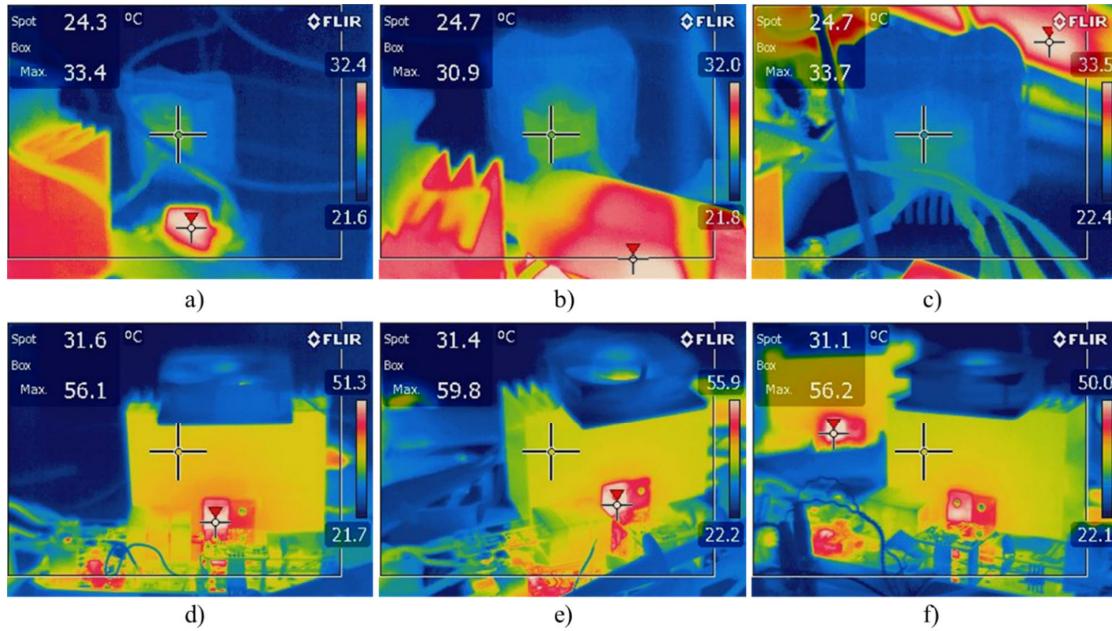 Spot 24.3 °C FLIR
Box
Max. 33.4
32.4
21.6
a)
Spot 24.7 °C FLIR
Box
Max. 30.9
32.0
21.8
b)
Spot 24.7 °C FLIR
Box
Max. 33.7
33.5
22.4
c)
Spot 31.6 °C FLIR
Box
Max. 56.1
51.3
21.7
d)
Spot 31.4 °C FLIR
Box
Max. 59.8
55.9
22.2
e)
Spot 31.1 °C FLIR
Box
Max. 56.2
50.0
22.1
f)